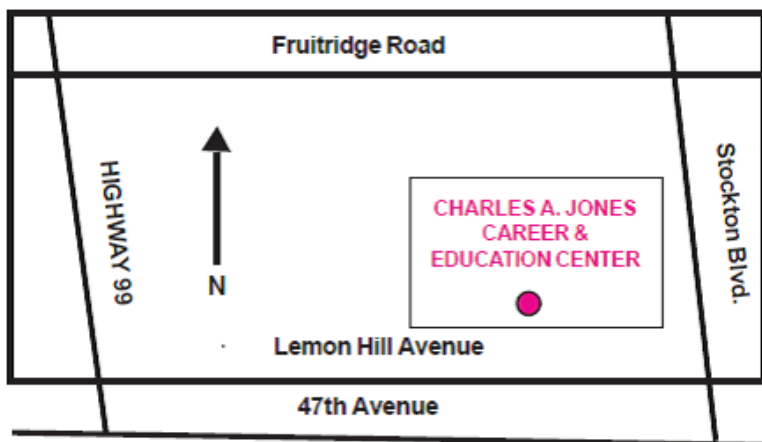 Fruitridge Road
HIGHWAY 99
N
CHARLES A. JONES
CAREER &
EDUCATION CENTER
Stockton Blvd.
Lemon Hill Avenue
47th Avenue